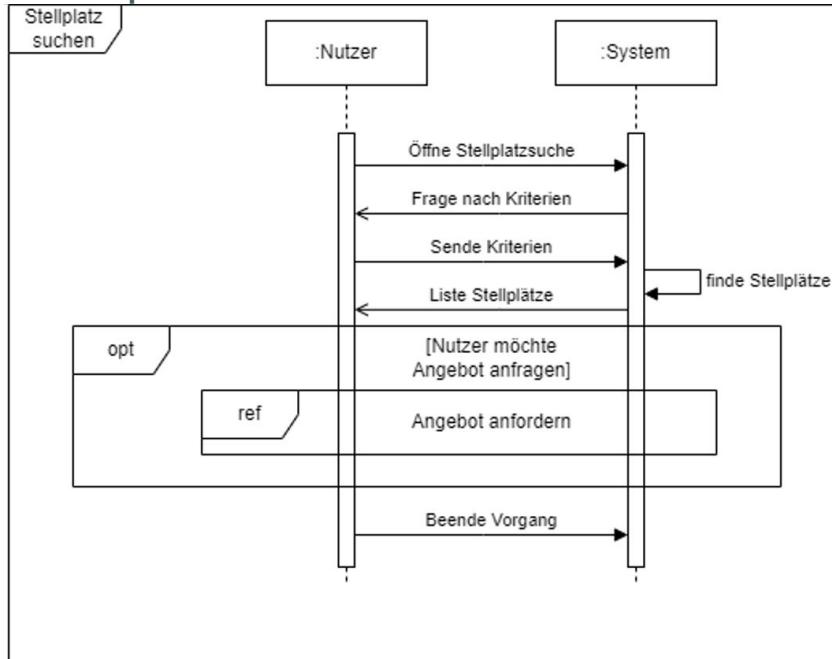 Stellplatz
suchen
:Nutzer
:System
Öffne Stellplatzsuche
Frage nach Kriterien
Sende Kriterien
finde Stellplätze
Liste Stellplätze
opt
[Nutzer möchte
Angebot anfragen]
ref
Angebot anfordern
Beende Vorgang